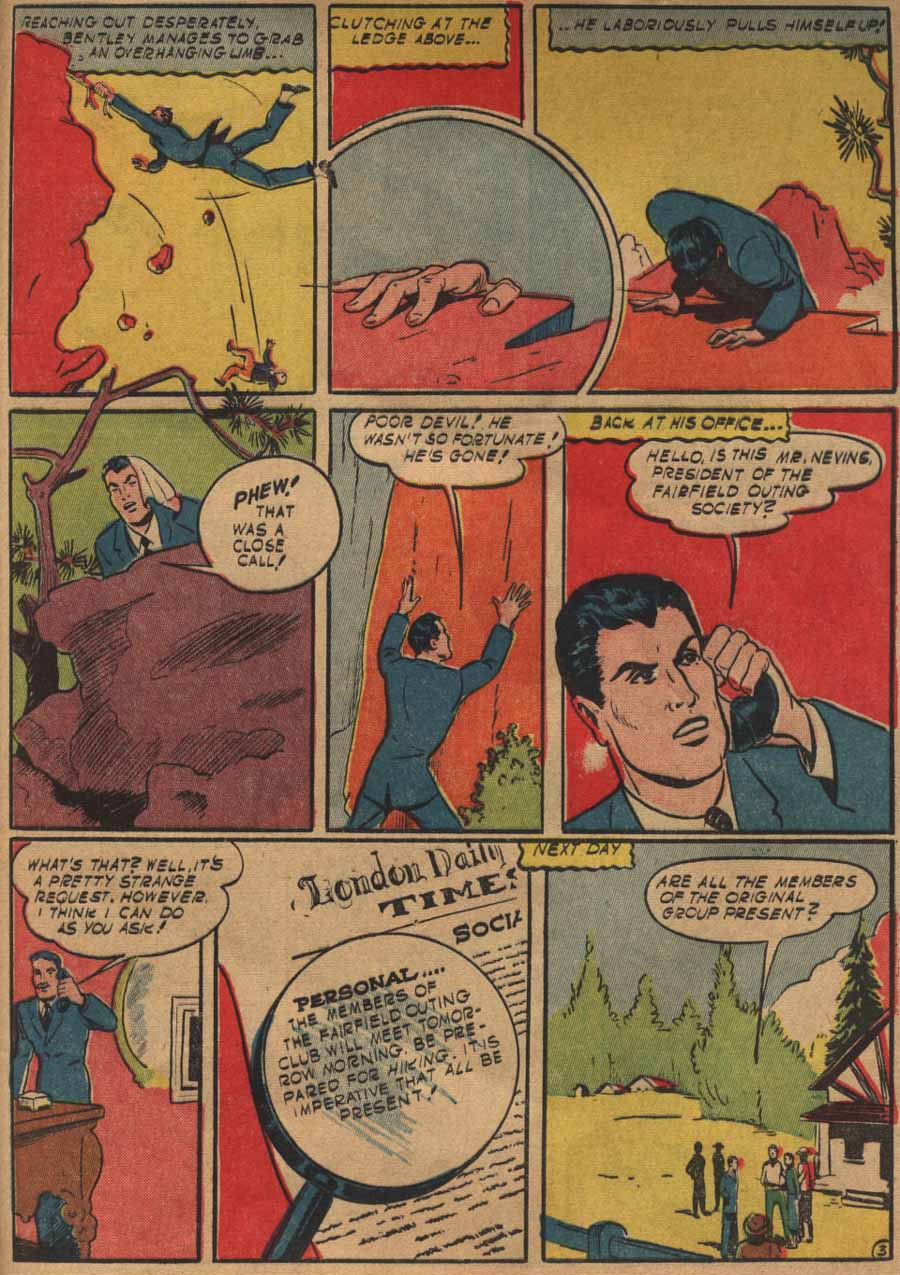 REACHING OUT DESPERATELY,
BENTLEY MANAGES TO GRAB
AN OVERHANGING LIMB...
CLUTCHING AT THE
LEDGE ABOVE...
...HE LABORIOUSLY PULLS HIMSELF UP!
PHEW!
THAT
WAS A
CLOSE
CALL!
POOR DEVIL! HE
WASN'T SO FORTUNATE!
HE'S GONE!
BACK AT HIS OFFICE...
HELLO, IS THIS MR. NEVINS,
PRESIDENT OF THE
FAIRFIELD OUTING
SOCIETY?
WHAT'S THAT? WELL, IT'S
A PRETTY STRANGE
REQUEST. HOWEVER,
I THINK I CAN DO
AS YOU ASK!
London Daily
TIMES
SOCIA
PERSONAL....
THE MEMBERS OF
THE FAIRFIELD OUTING
CLUB WILL MEET TOMOR-
ROW MORNING. BE PRE-
PARED FOR HIKING. IT IS
IMPERATIVE THAT ALL BE
PRESENT!
NEXT DAY
ARE ALL THE MEMBERS
OF THE ORIGINAL
GROUP PRESENT?
3